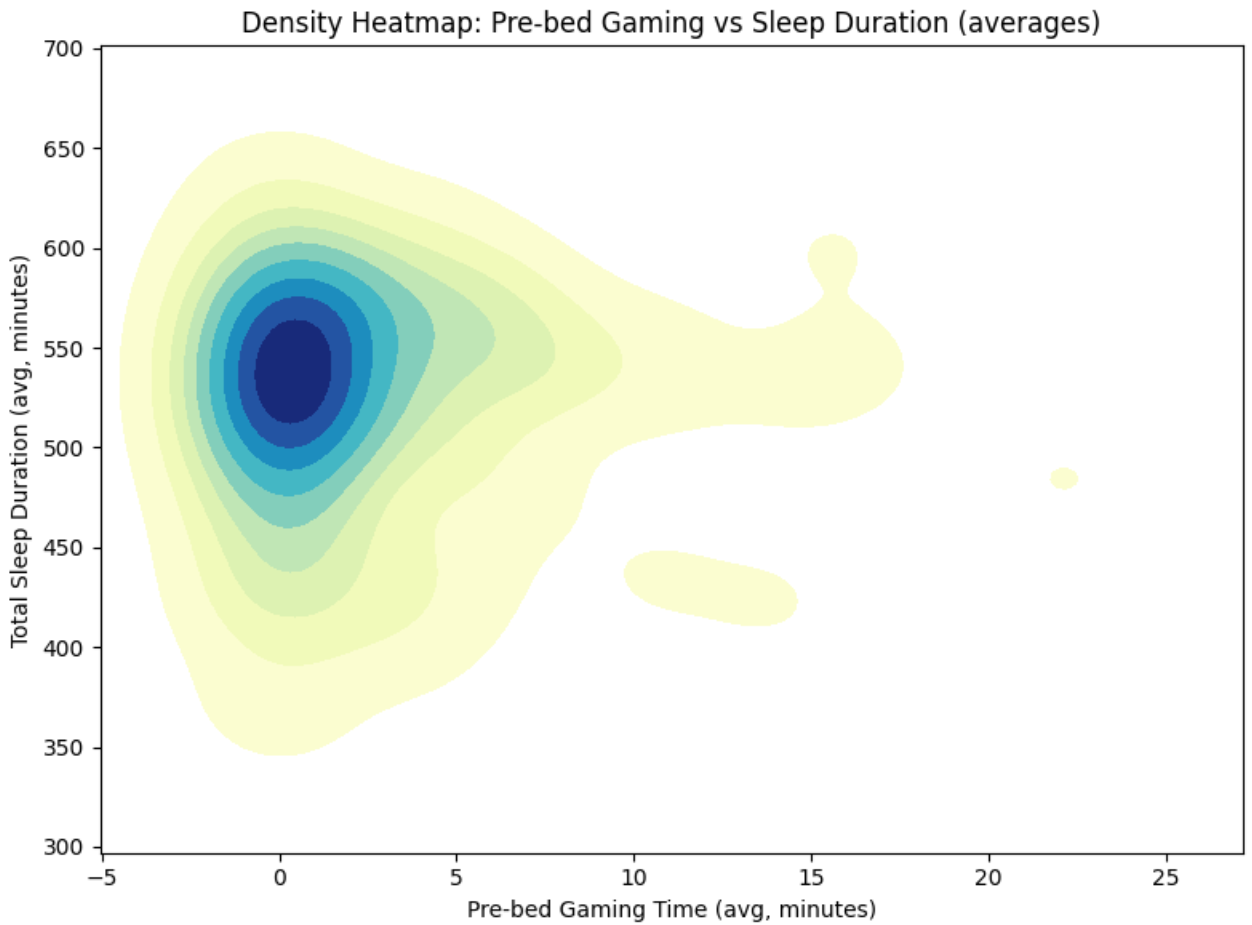 Density Heatmap: Pre-bed Gaming vs Sleep Duration (averages)
700
650
600
550
500
450
400
350
300
Total Sleep Duration (avg, minutes)
−5 0 5 10 15 20 25
Pre-bed Gaming Time (avg, minutes)